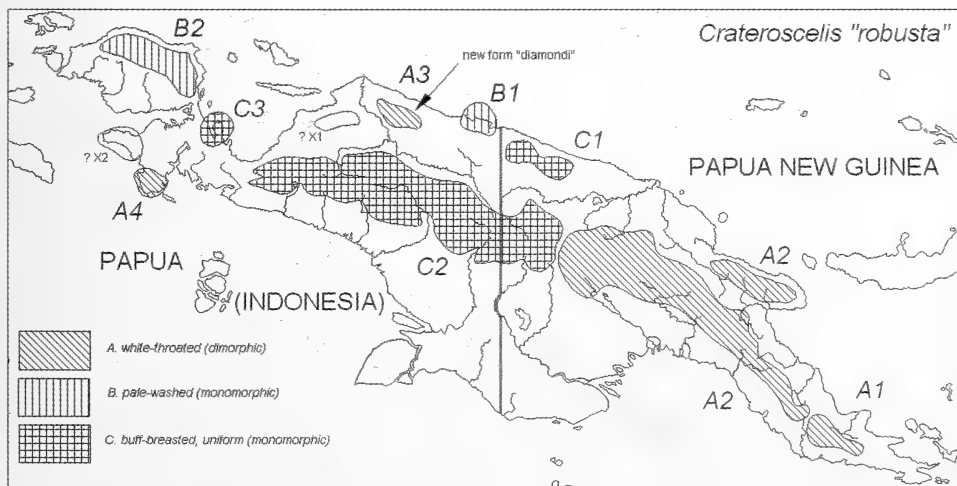 Crateroscelis "robusta"
B2
A3
new form "diamondi"
B1
C3
? X1
C1
? X2
PAPUA NEW GUINEA
A4
A2
PAPUA
C2
(INDONESIA)
A. white-throated (dimorphic)
B. pale-washed (monomorphic)
A2
A1
C. buff-breasted, uniform (monomorphic)